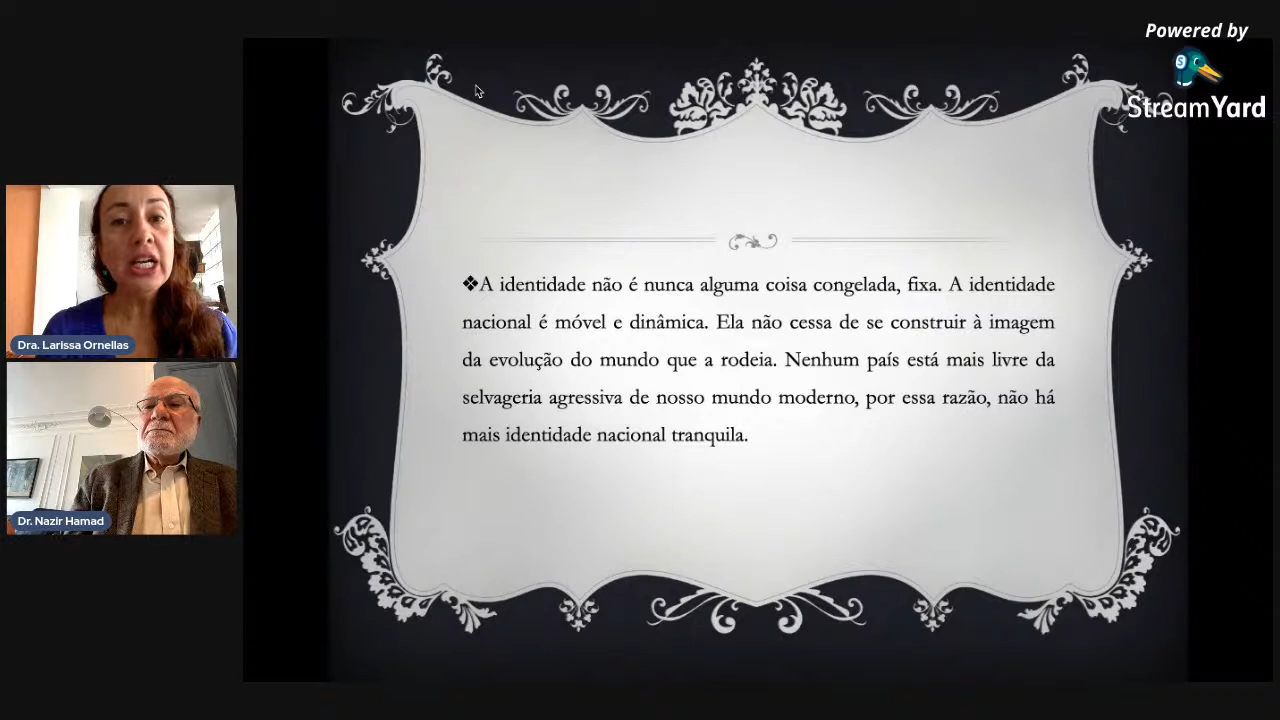 Powered by
StreamYard
❖A identidade não é nunca alguma coisa congelada, fixa. A identidade
nacional é móvel e dinâmica. Ela não cessa de se construir à imagem
da evolução do mundo que a rodeia. Nenhum país está mais livre da
selvageria agressiva de nosso mundo moderno, por essa razão, não há
mais identidade nacional tranquila.
Dra. Larissa Ornellas
Dr. Nazir Hamad